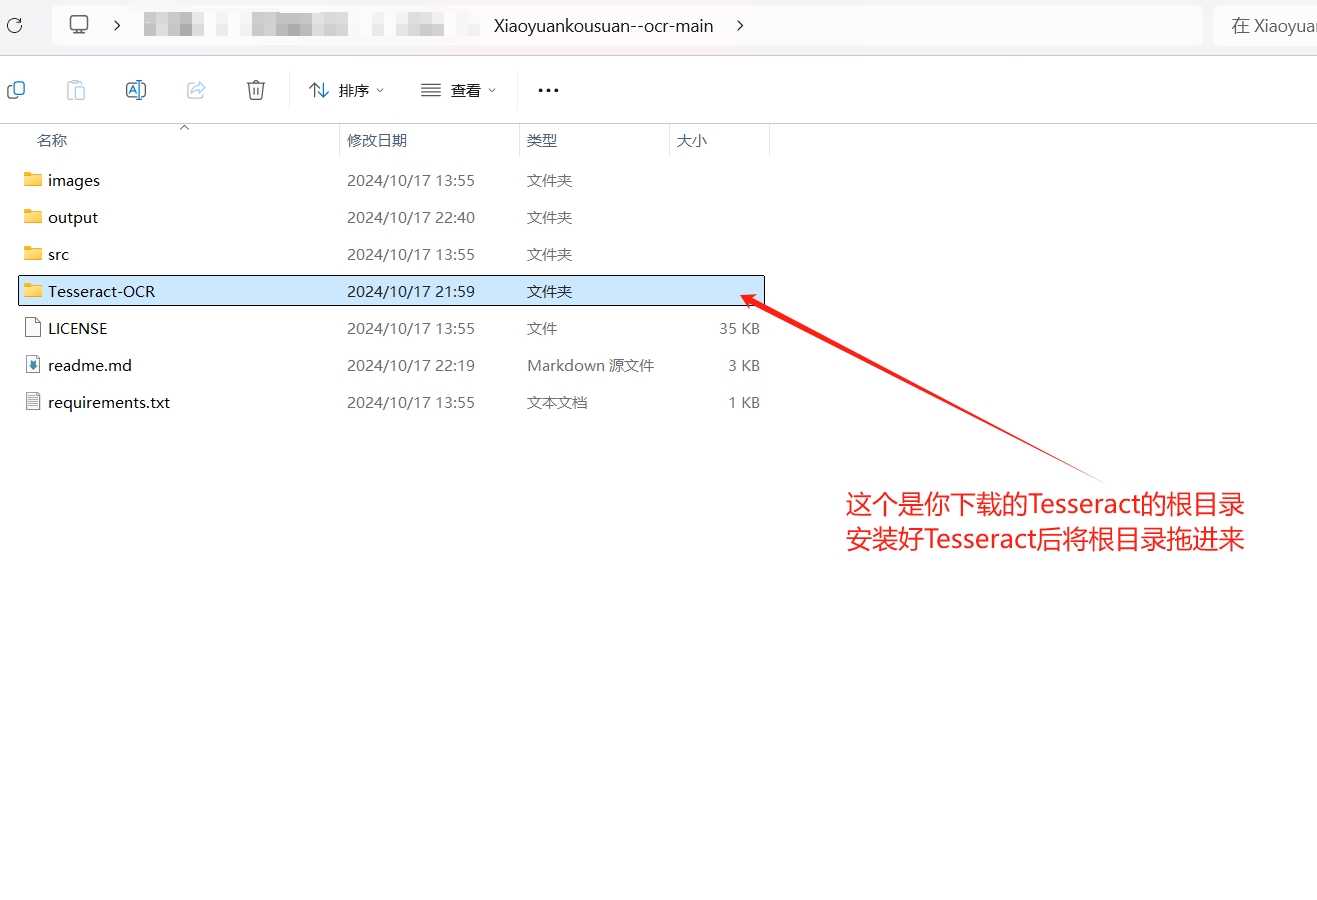 Xiaoyuankousuan--ocr-main
在 Xiaoyua
排序 查看
名称 修改日期 类型 大小
images 2024/10/17 13:55 文件夹
output 2024/10/17 22:40 文件夹
src 2024/10/17 13:55 文件夹
Tesseract-OCR 2024/10/17 21:59 文件夹
LICENSE 2024/10/17 13:55 文件 35 KB
readme.md 2024/10/17 22:19 Markdown 源文件 3 KB
requirements.txt 2024/10/17 13:55 文本文档 1 KB
这个是你下载的Tesseract的根目录
安装好Tesseract后将根目录拖进来